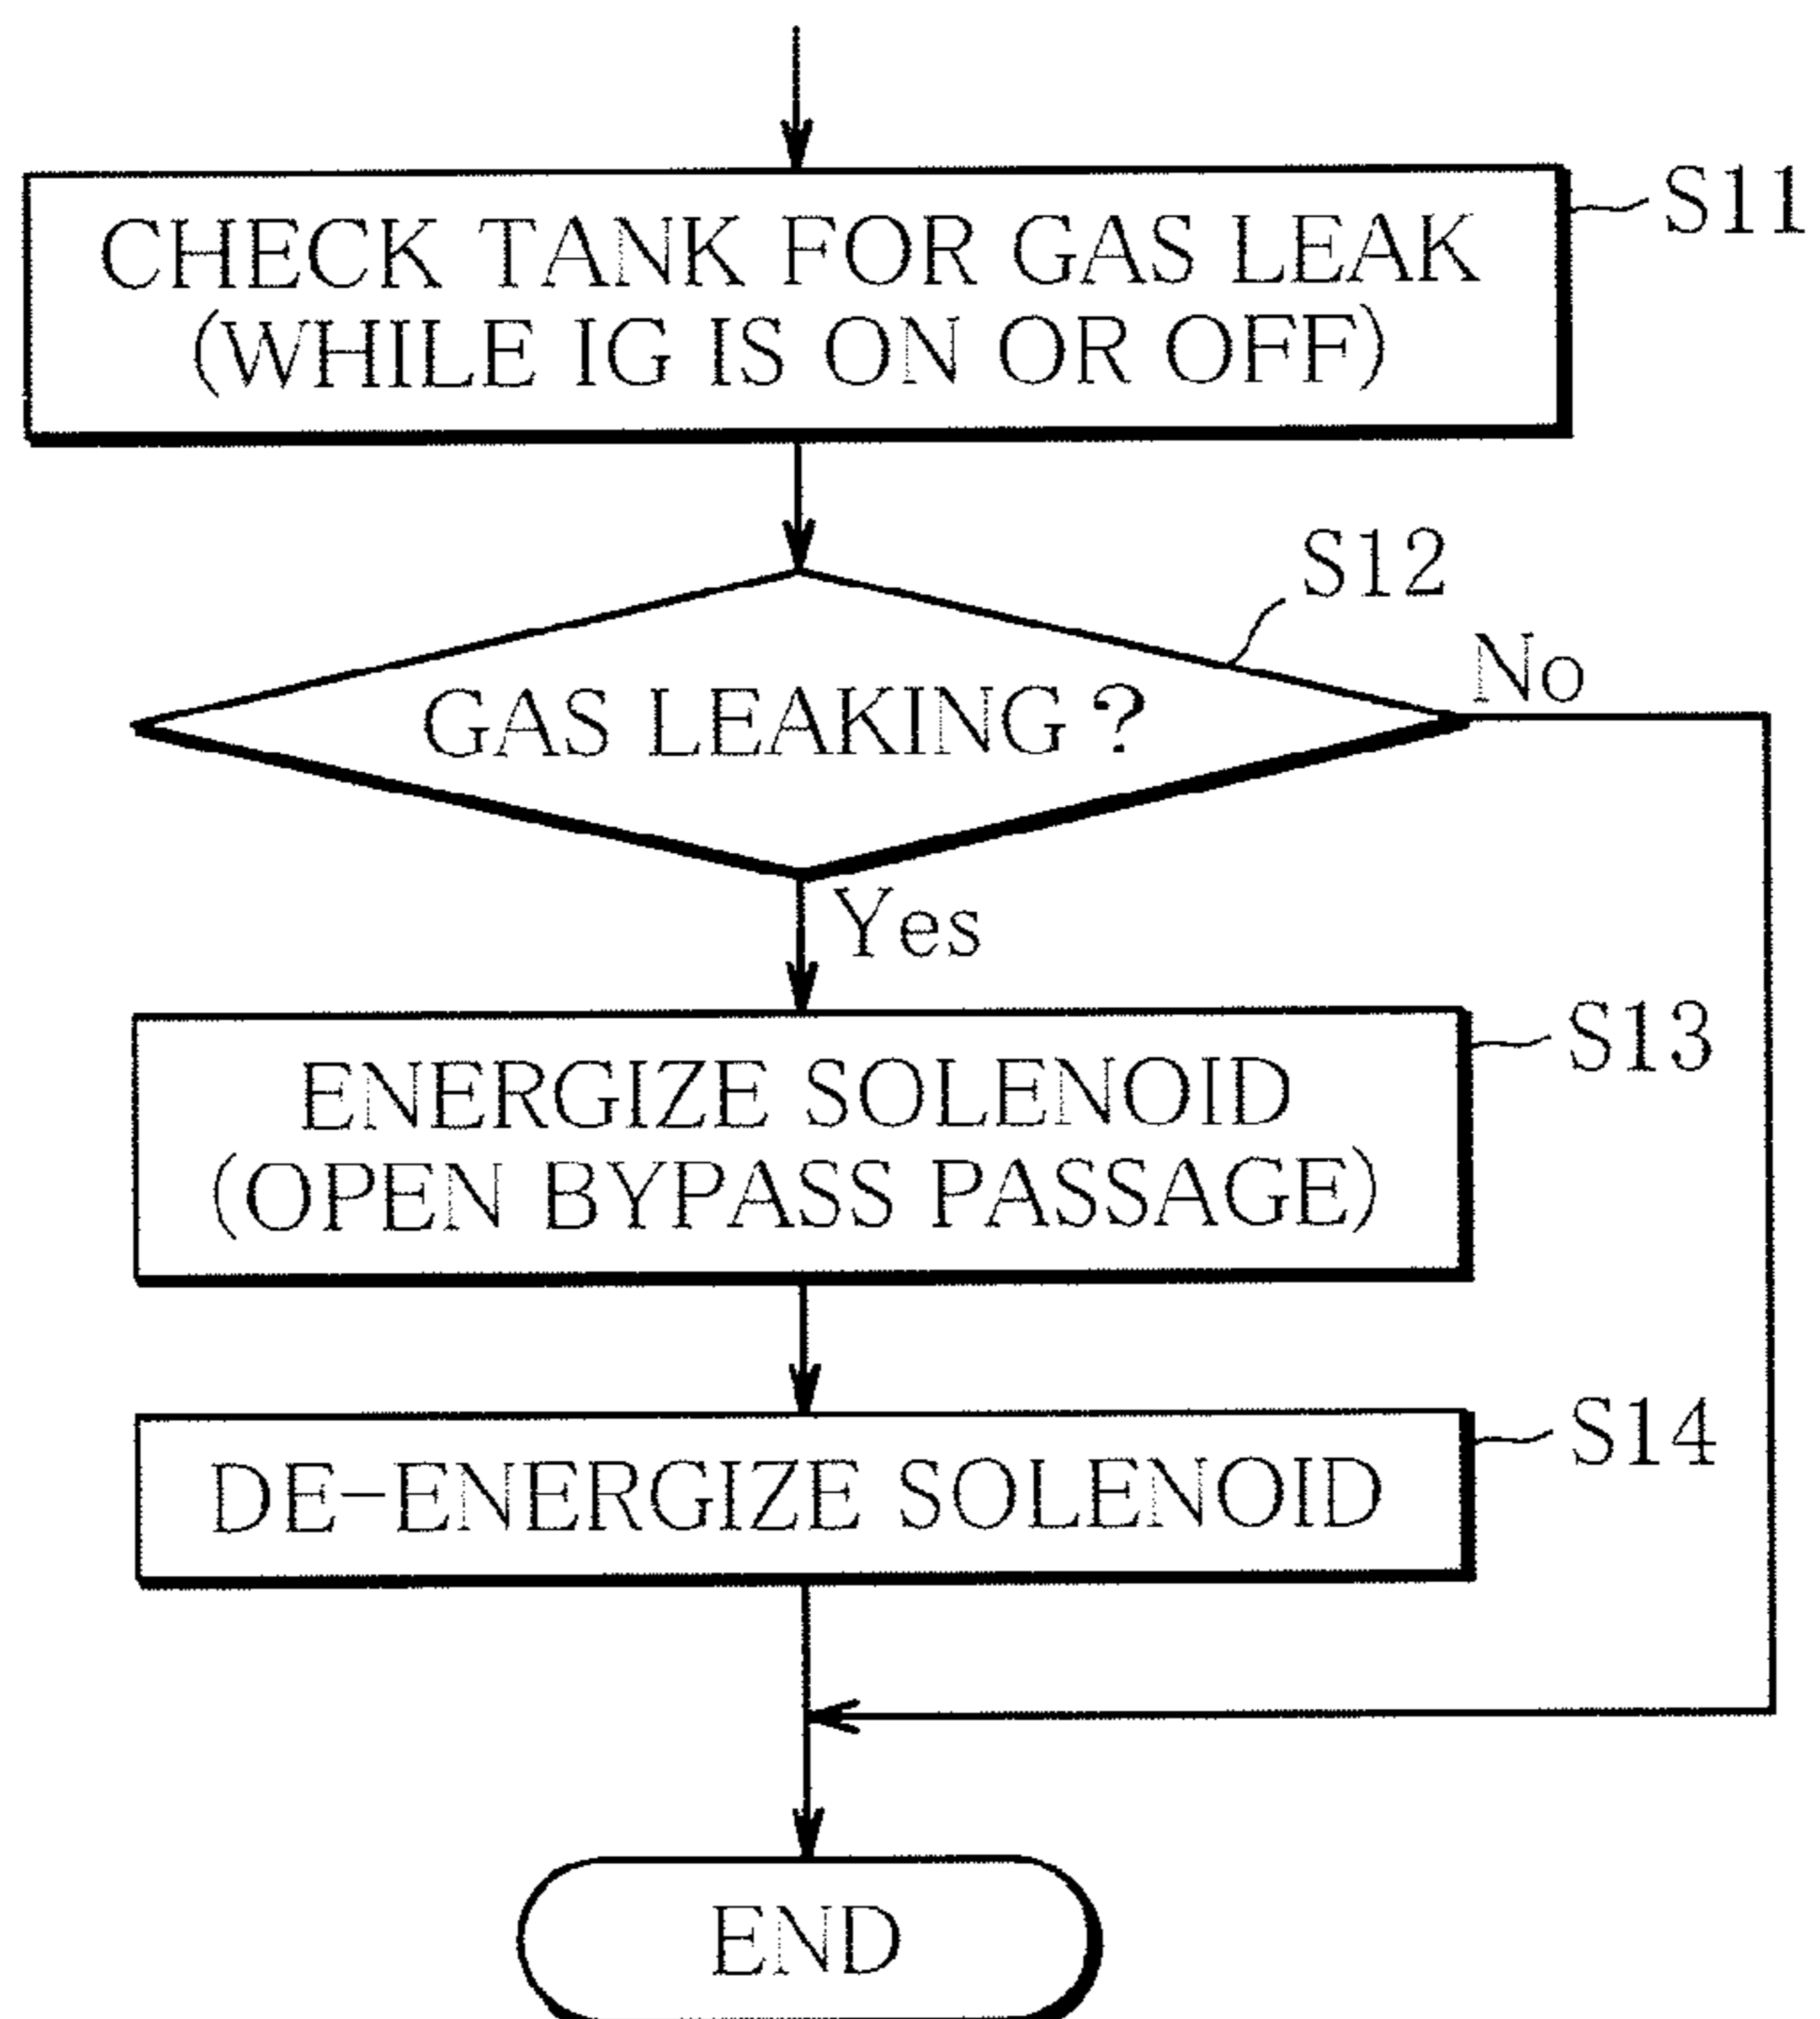 S11
CHECK TANK FOR GAS LEAK
(WHILE IG IS ON OR OFF)
S12
No
GAS LEAKING ?
Yes
S13
ENERGIZE SOLENOID
(OPEN BYPASS PASSAGE)
S14
DE-ENERGIZE SOLENOID
END